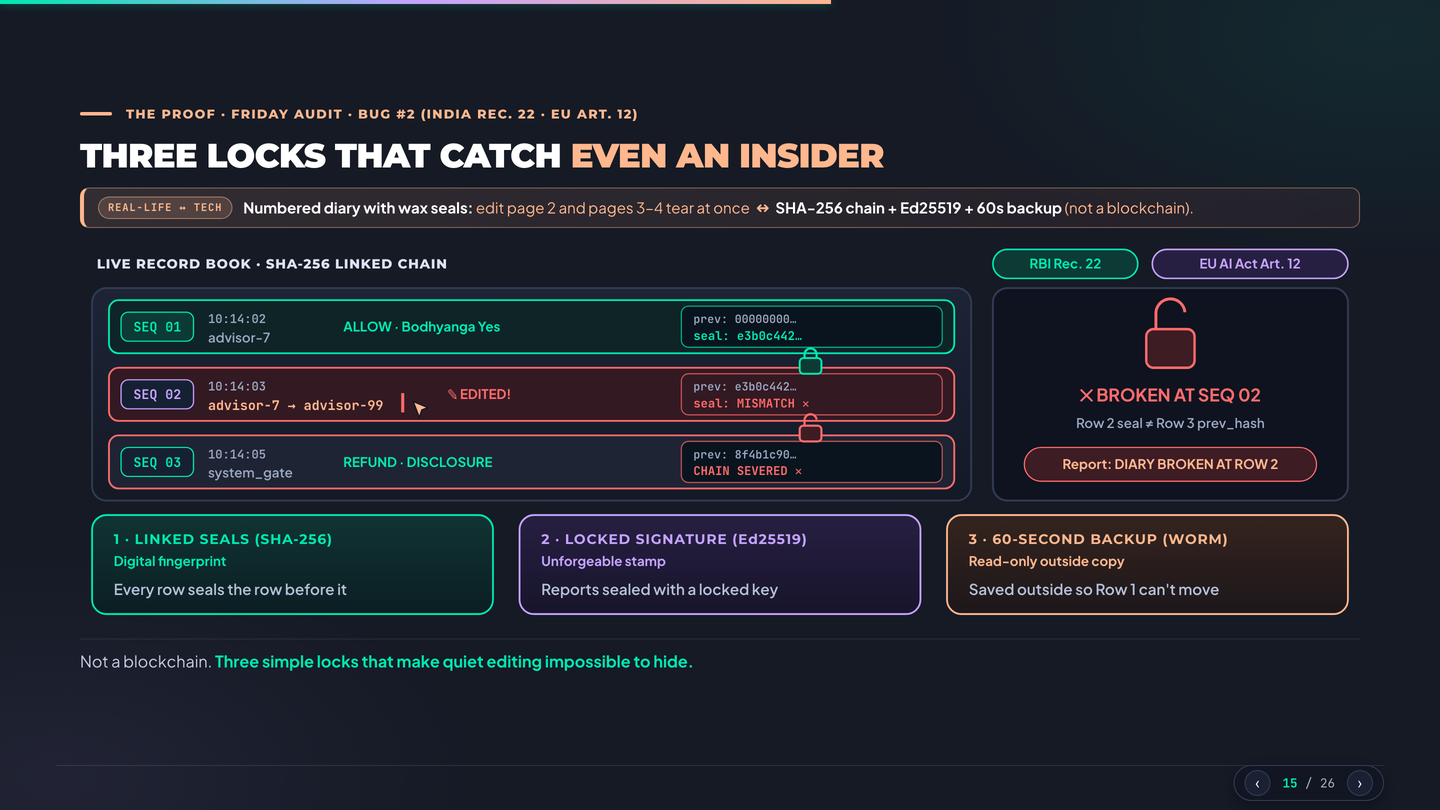 THE PROOF · FRIDAY AUDIT · BUG #2 (INDIA REC. 22 · EU ART. 12)
THREE LOCKS THAT CATCH EVEN AN INSIDER
REAL-LIFE ↔ TECH Numbered diary with wax seals: edit page 2 and pages 3–4 tear at once ↔ SHA-256 chain + Ed25519 + 60s backup (not a blockchain).
LIVE RECORD BOOK · SHA-256 LINKED CHAIN
RBI Rec. 22
EU AI Act Art. 12
SEQ 01
10:14:02
advisor-7
ALLOW · Bodhyanga Yes
prev: 00000000…
seal: e3b0c442…
SEQ 02
10:14:03
advisor-7 → advisor-99
✎ EDITED!
prev: e3b0c442…
seal: MISMATCH ×
SEQ 03
10:14:05
system_gate
REFUND · DISCLOSURE
prev: 8f4b1c90…
CHAIN SEVERED ×
✕ BROKEN AT SEQ 02
Row 2 seal ≠ Row 3 prev_hash
Report: DIARY BROKEN AT ROW 2
1 · LINKED SEALS (SHA-256)
Digital fingerprint
Every row seals the row before it
2 · LOCKED SIGNATURE (Ed25519)
Unforgeable stamp
Reports sealed with a locked key
3 · 60-SECOND BACKUP (WORM)
Read-only outside copy
Saved outside so Row 1 can't move
Not a blockchain. Three simple locks that make quiet editing impossible to hide.
‹ 15 / 26 ›